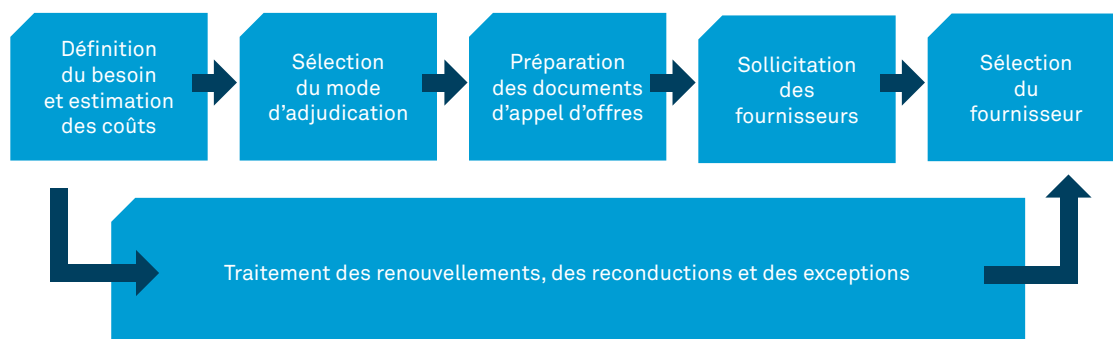 Définition
du besoin
et estimation
des coûts
Sélection
du mode
d'adjudication
Préparation
des documents
d'appel d'offres
Sollicitation
des
fournisseurs
Sélection
du
fournisseur
Traitement des renouvellements, des reconductions et des exceptions